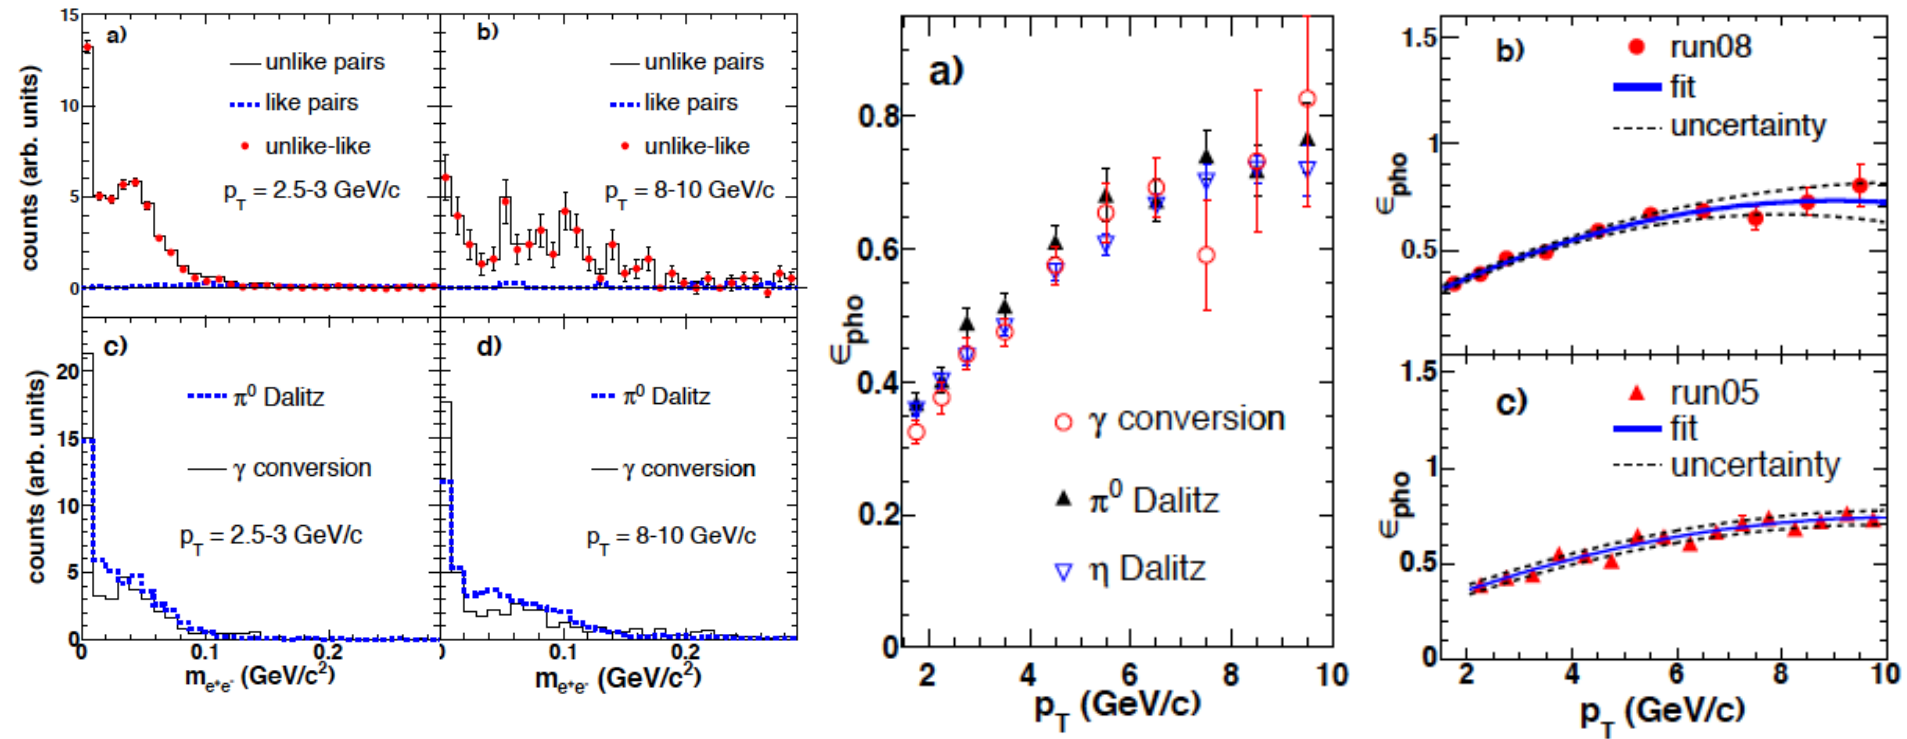 15
a)
b)
unlike pairs
unlike pairs
like pairs
like pairs
10
unlike-like
unlike-like
5
p_T = 2.5-3 GeV/c
p_T = 8-10 GeV/c
0
counts (arb. units)
c)
d)
20
π⁰ Dalitz
π⁰ Dalitz
15
γ conversion
γ conversion
10
p_T = 2.5-3 GeV/c
p_T = 8-10 GeV/c
5
0
counts (arb. units)
0 0.1 0.2
0.1 0.2
m_e⁺e⁻ (GeV/c²)
m_e⁺e⁻ (GeV/c²)
a)
0.8
0.6
0.4
0.2
0
ϵ_pho
γ conversion
π⁰ Dalitz
η Dalitz
2 4 6 8 10
p_T (GeV/c)
1.5
b)
run08
fit
uncertainty
1
0.5
ϵ_pho
1.5
c)
run05
fit
uncertainty
1
0.5
0
ϵ_pho
2 4 6 8 10
p_T (GeV/c)